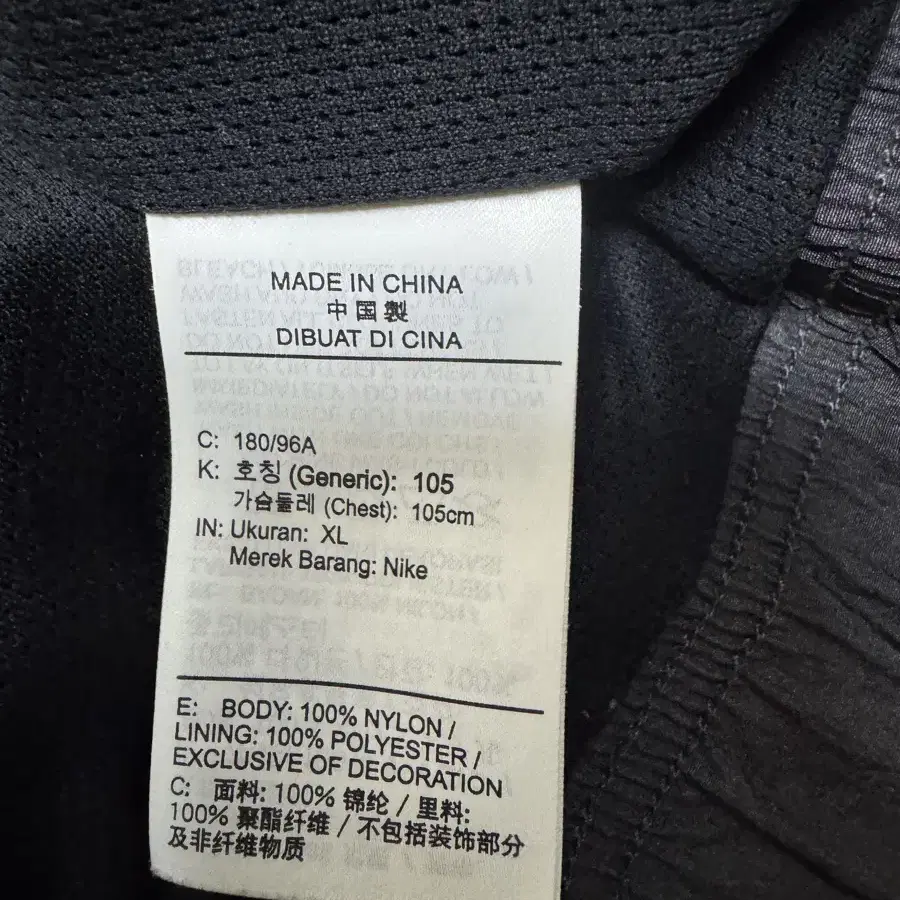 MADE IN CHINA
中国製
DIBUAT DI CINA
C: 180/96A
K: 호칭 (Generic): 105
가슴둘레 (Chest): 105cm
IN: Ukuran: XL
Merek Barang: Nike
E: BODY: 100% NYLON /
LINING: 100% POLYESTER /
EXCLUSIVE OF DECORATION
C: 面料: 100% 锦纶 / 里料:
100% 聚酯纤维 / 不包括装饰部分
及非纤维物质